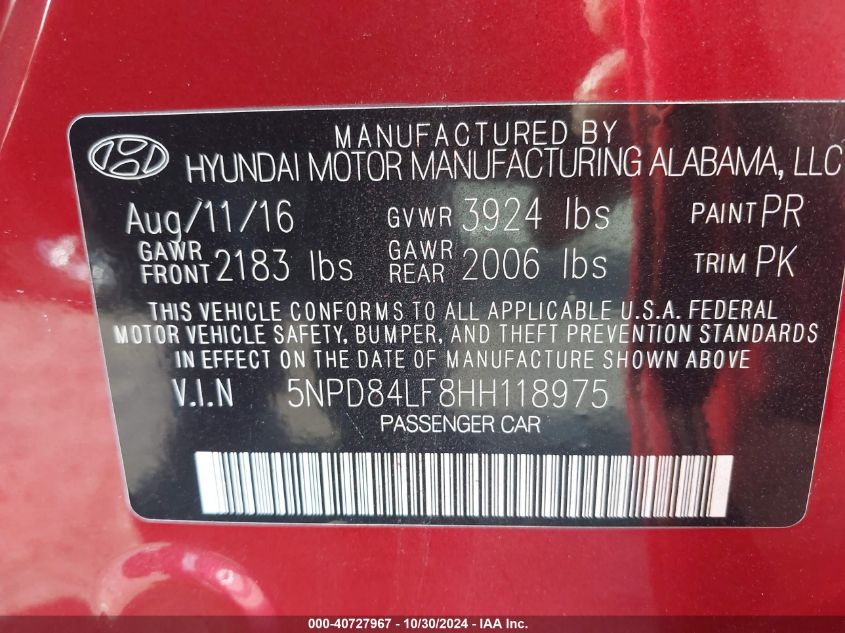 MANUFACTURED BY
HYUNDAI MOTOR MANUFACTURING ALABAMA, LLC
Aug/11/16 GVWR 3924 lbs PAINT PR
GAWR FRONT 2183 lbs GAWR REAR 2006 lbs TRIM PK
THIS VEHICLE CONFORMS TO ALL APPLICABLE U.S.A. FEDERAL
MOTOR VEHICLE SAFETY, BUMPER, AND THEFT PREVENTION STANDARDS
IN EFFECT ON THE DATE OF MANUFACTURE SHOWN ABOVE.
V.I.N 5NPD84LF8HH118975
PASSENGER CAR
000-40727967 - 10/30/2024 - IAA Inc.